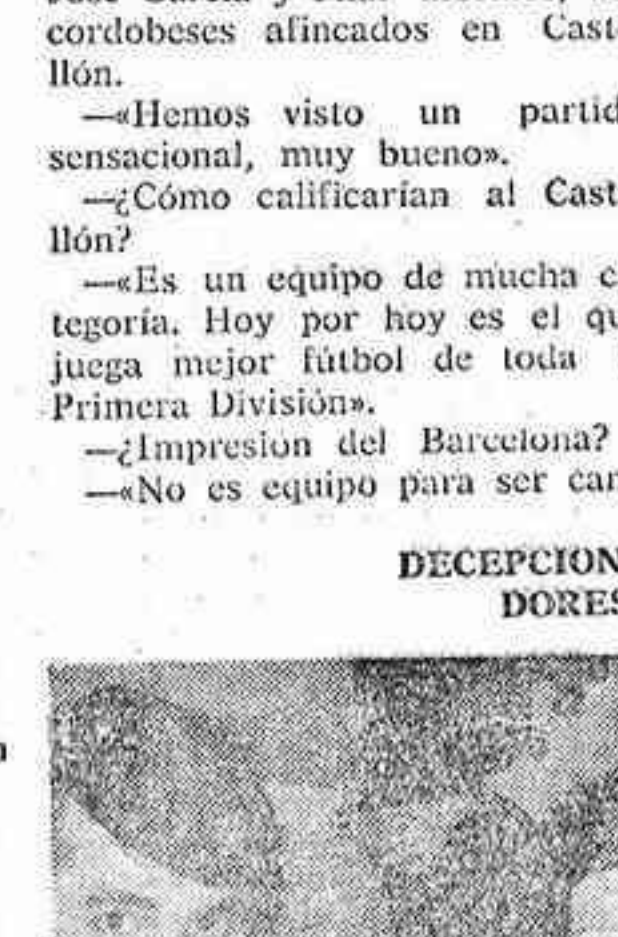 cordobeses afincados en Cast
llón.
—«Hemos visto un partid
sensacional, muy bueno».
—¿Cómo calificarían al Cast
llón?
—«Es un equipo de mucha c
tegoría. Hoy por hoy es el qu
juega mejor fútbol de toda
Primera División».
—¿Impresión del Barcelona?
—«No es equipo para ser cam
DECEPCION
DORES